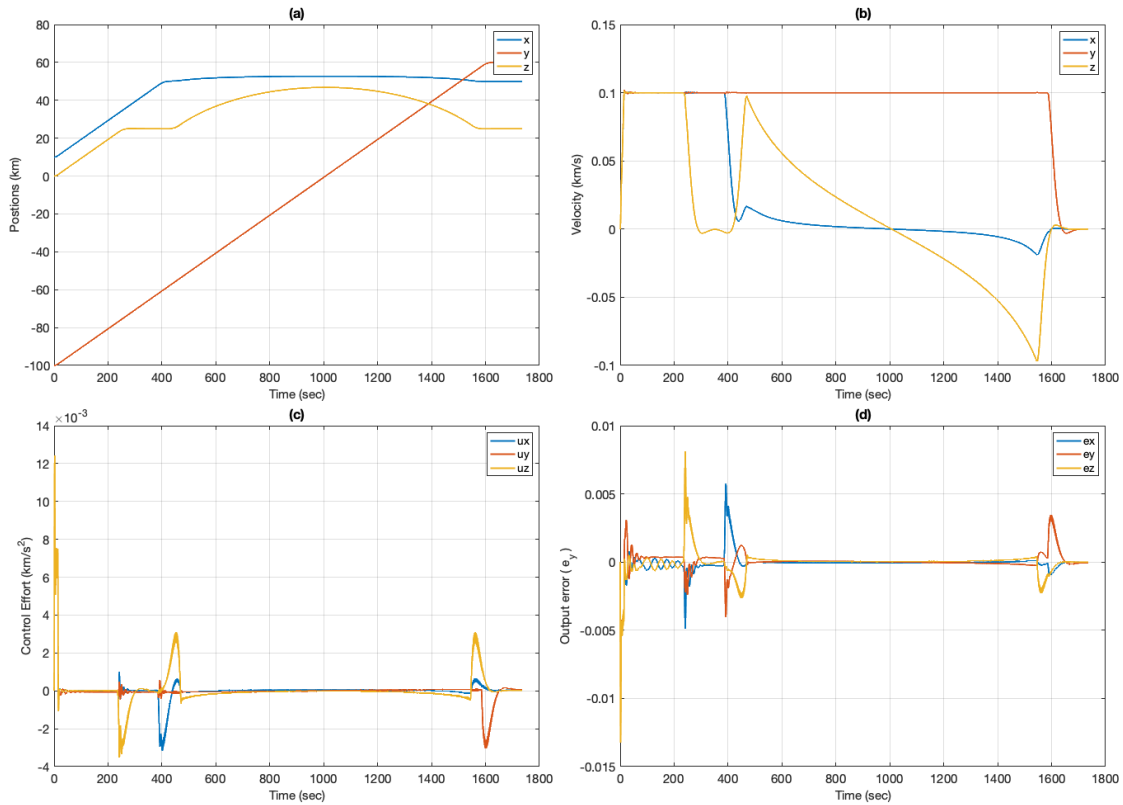 (a)
80
60
40
20
0
-20
-40
-60
-80
-100
Postions (km)
0 200 400 600 800 1000 1200 1400 1600 1800
Time (sec)
x
y
z
(b)
0.15
0.1
0.05
0
-0.05
-0.1
Velocity (km/s)
0 200 400 600 800 1000 1200 1400 1600 1800
Time (sec)
x
y
z
(c)
×10⁻³
14
12
10
8
6
4
2
0
-2
-4
Control Effort (km/s²)
0 200 400 600 800 1000 1200 1400 1600 1800
Time (sec)
ux
uy
uz
(d)
0.01
0.005
0
-0.005
-0.01
-0.015
Output error ( e_y )
0 200 400 600 800 1000 1200 1400 1600 1800
Time (sec)
ex
ey
ez